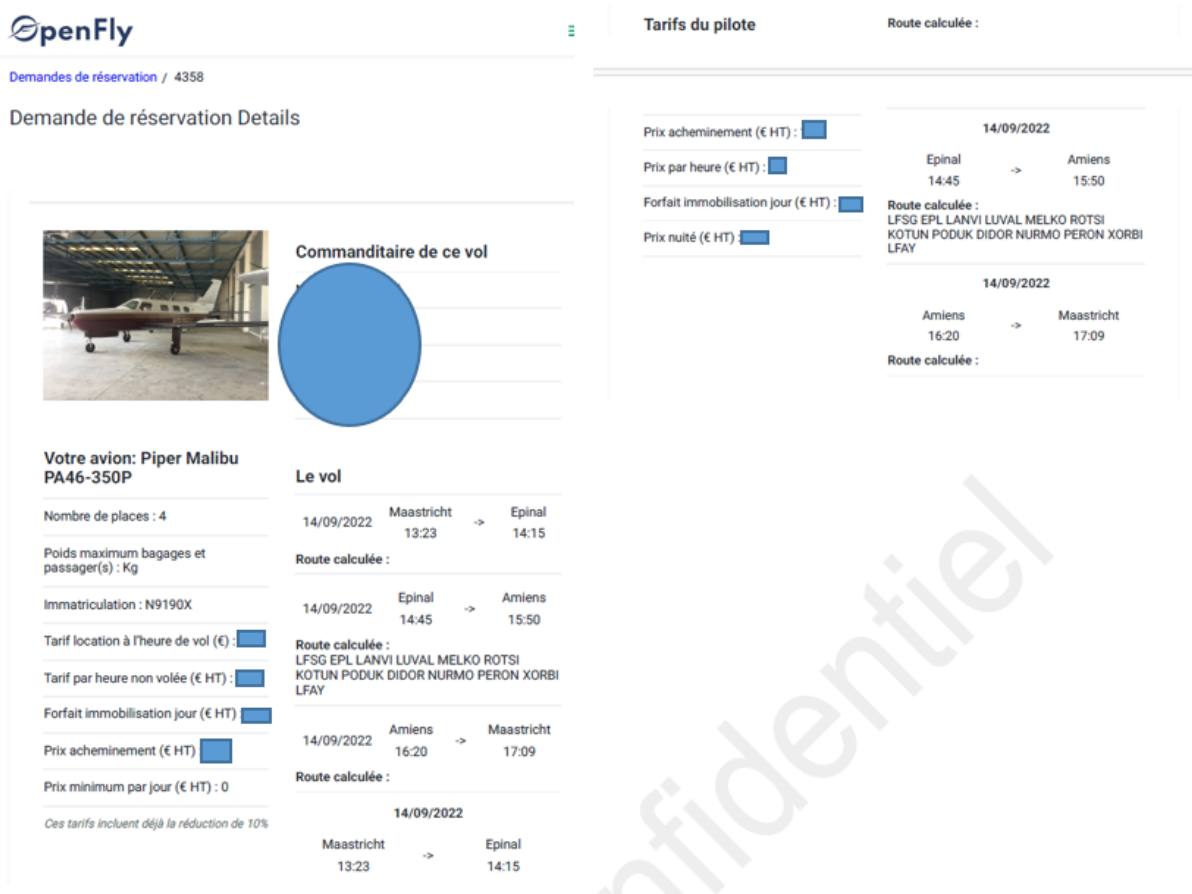 OpenFly
Demandes de réservation / 4358
Demande de réservation Details
Commanditaire de ce vol
Votre avion: Piper Malibu
PA46-350P
Nombre de places : 4
Poids maximum bagages et
passager(s) : Kg
Immatriculation : N9190X
Tarif location à l'heure de vol (€) :
Tarif par heure non volée (€ HT) :
Forfait immobilisation jour (€ HT)
Prix acheminement (€ HT)
Prix minimum par jour (€ HT) : 0
Ces tarifs incluent déjà la réduction de 10%
Le vol
14/09/2022 Maastricht -> Epinal
13:23 14:15
Route calculée :
14/09/2022 Epinal -> Amiens
14:45 15:50
Route calculée :
LFSG EPL LANVI LUVAL MELKO ROTSI
KOTUN PODUK DIDOR NURMO PERON XORBI
LFAY
14/09/2022 Amiens -> Maastricht
16:20 17:09
Route calculée :
14/09/2022
Maastricht -> Epinal
13:23 14:15
Tarifs du pilote
Route calculée :
Prix acheminement (€ HT) :
Prix par heure (€ HT) :
Forfait immobilisation jour (€ HT) :
Prix nuité (€ HT) :
14/09/2022
Epinal -> Amiens
14:45 15:50
Route calculée :
LFSG EPL LANVI LUVAL MELKO ROTSI
KOTUN PODUK DIDOR NURMO PERON XORBI
LFAY
14/09/2022
Amiens -> Maastricht
16:20 17:09
Route calculée :
nfidentiel